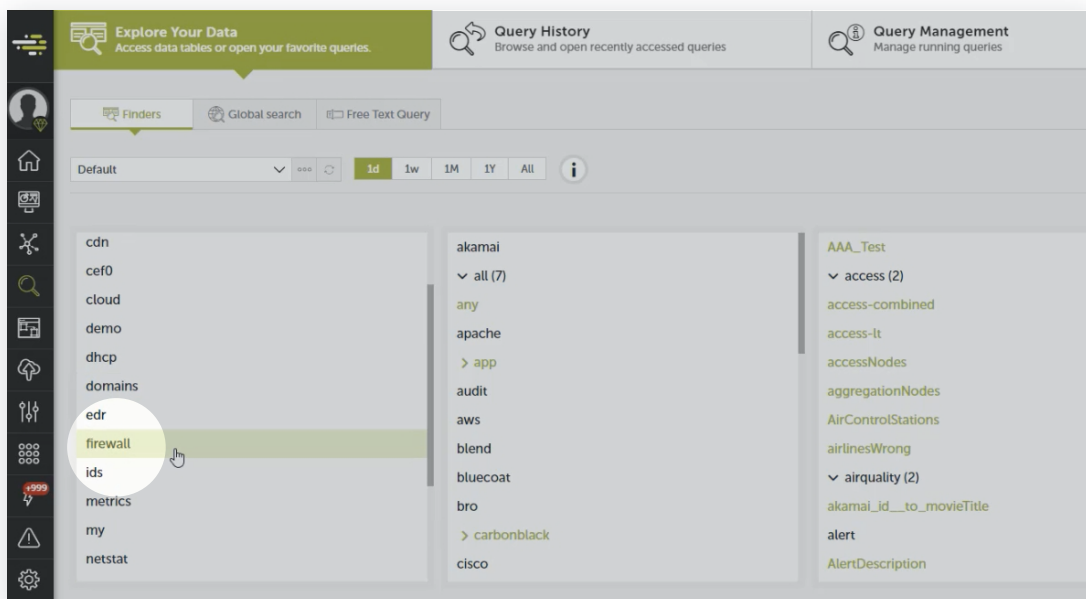 Explore Your Data
Access data tables or open your favorite queries.
Query History
Browse and open recently accessed queries
Query Management
Manage running queries
Finders
Global search
Free Text Query
Default
1d
1w
1M
1Y
All
i
cdn
cef0
cloud
demo
dhcp
domains
edr
firewall
ids
metrics
my
netstat
akamai
all (7)
any
apache
app
audit
aws
blend
bluecoat
bro
carbonblack
cisco
AAA_Test
access (2)
access-combined
access-lt
accessNodes
aggregationNodes
AirControlStations
airlinesWrong
airquality (2)
akamai_id__to_movieTitle
alert
AlertDescription
+999